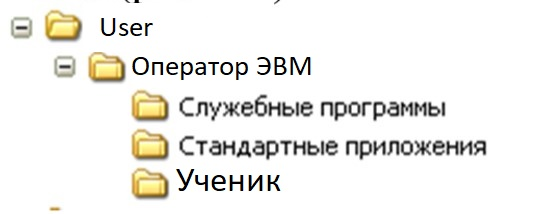 User
Оператор ЭВМ
Служебные программы
Стандартные приложения
Ученик